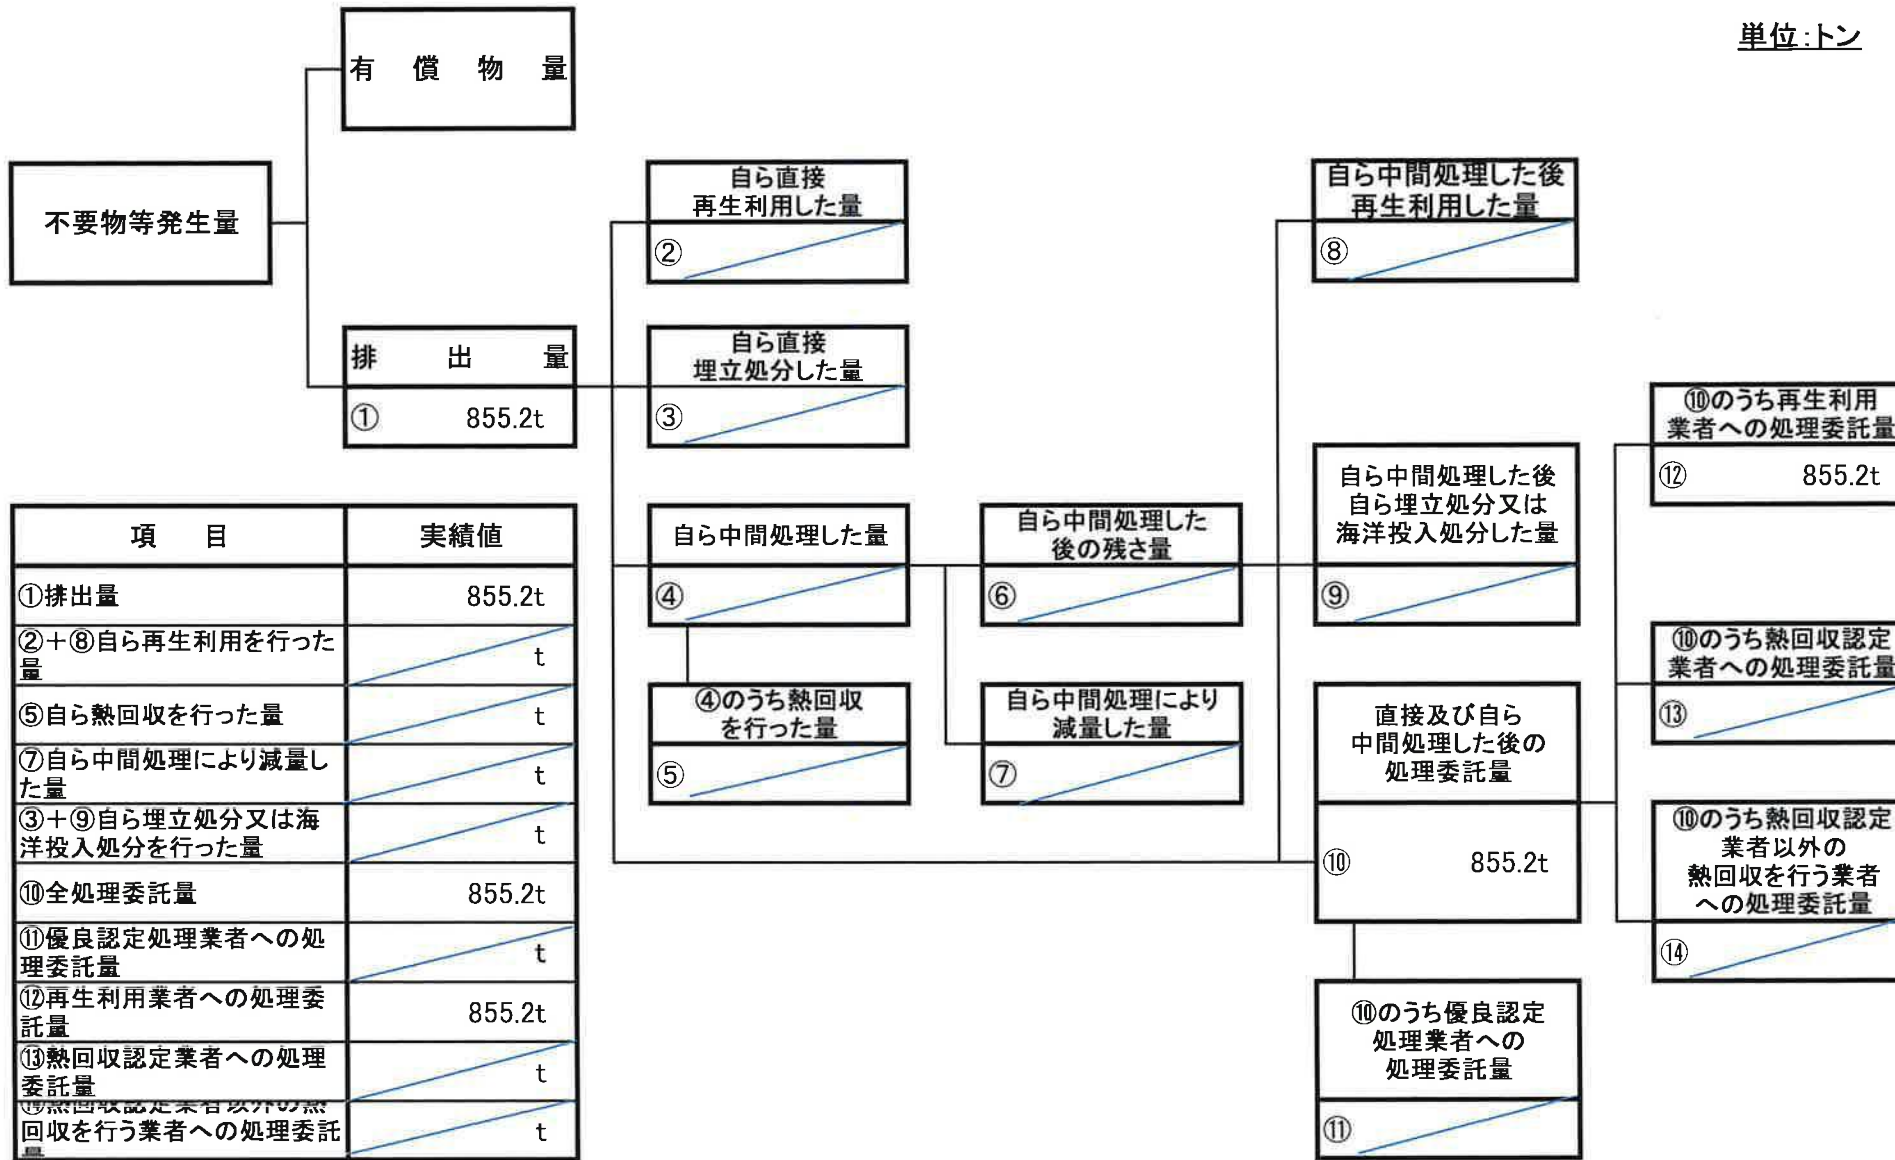 単位:トン
有償物量
不要物等発生量
自ら直接
再生利用した量
②
自ら中間処理した後
再生利用した量
⑧
排出量
① 855.2t
自ら直接
埋立処分した量
③
⑩のうち再生利用
業者への処理委託量
⑫ 855.2t
自ら中間処理した量
④
自ら中間処理した
後の残さ量
⑥
自ら中間処理した後
自ら埋立処分又は
海洋投入処分した量
⑨
⑩のうち熱回収認定
業者への処理委託量
⑬
④のうち熱回収
を行った量
⑤
自ら中間処理により
減量した量
⑦
直接及び自ら
中間処理した後の
処理委託量
⑩ 855.2t
⑩のうち熱回収認定
業者以外の
熱回収を行う業者
への処理委託量
⑭
⑩のうち優良認定
処理業者への
処理委託量
⑪
項目 実績値
①排出量 855.2t
②+⑧自ら再生利用を行った
量 t
⑤自ら熱回収を行った量 t
⑦自ら中間処理により減量し
た量 t
③+⑨自ら埋立処分又は海
洋投入処分を行った量 t
⑩全処理委託量 855.2t
⑪優良認定処理業者への処
理委託量 t
⑫再生利用業者への処理委
託量 855.2t
⑬熱回収認定業者への処理
委託量 t
⑭熱回収認定業者以外の熱
回収を行う業者への処理委託
量 t